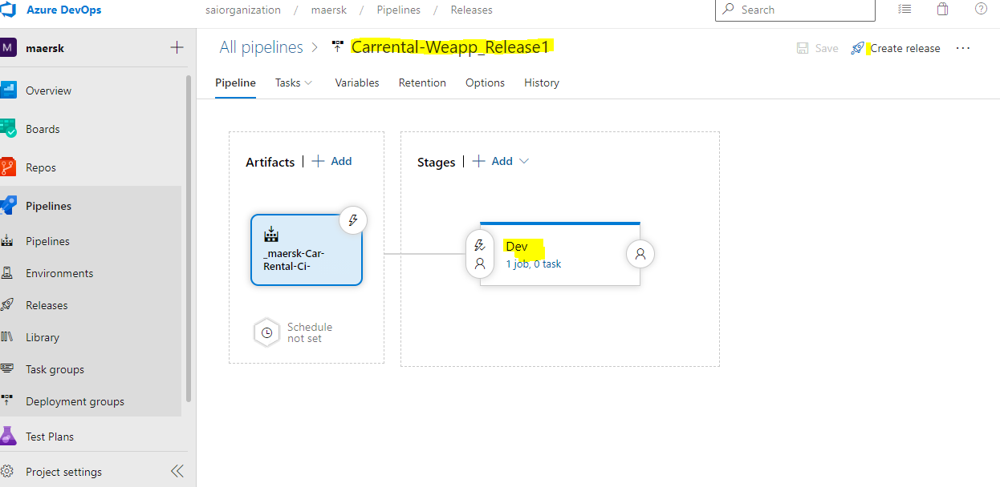 Azure DevOps
saiorganization / maersk / Pipelines / Releases
Search
M maersk
All pipelines > Carrental-Weapp_Release1
Save Create release ...
Pipeline Tasks Variables Retention Options History
Overview
Boards
Repos
Pipelines
Pipelines
Environments
Releases
Library
Task groups
Deployment groups
Test Plans
Project settings
Artifacts | + Add
_maersk-Car-
Rental-Ci-
Schedule
not set
Stages | + Add
Dev
1 job, 0 task